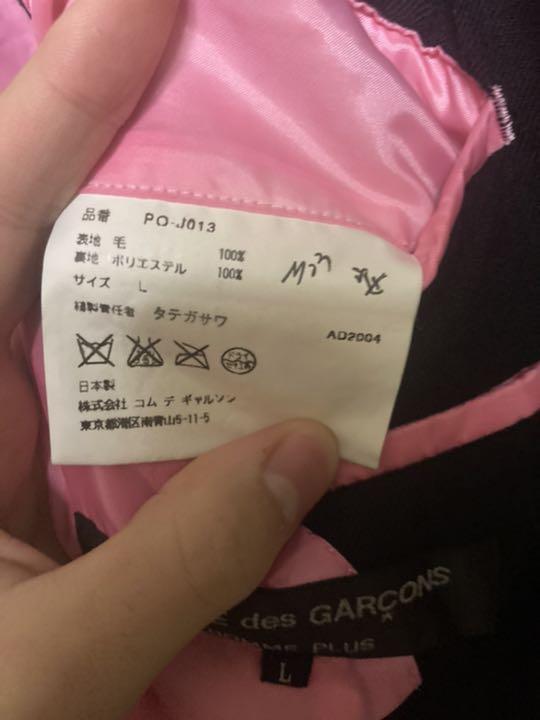 品番 PO-J013
表地 毛 100%
裏地 ポリエステル 100%
サイズ L
縫製責任者 タテガサワ
AD2004
日本製
株式会社 コム デ ギャルソン
東京都港区南青山5-11-5
des GARÇONS
HOMME PLUS
L